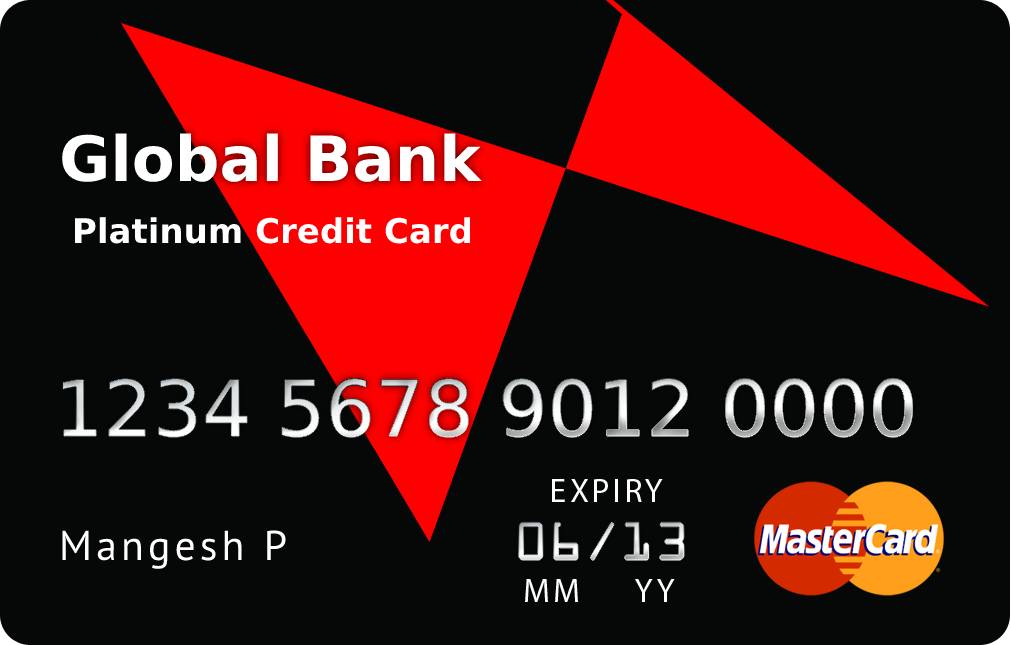 Global Bank
Platinum Credit Card
1234 5678 9012 0000
EXPIRY
Mangesh P
06/13
MM YY
MasterCard